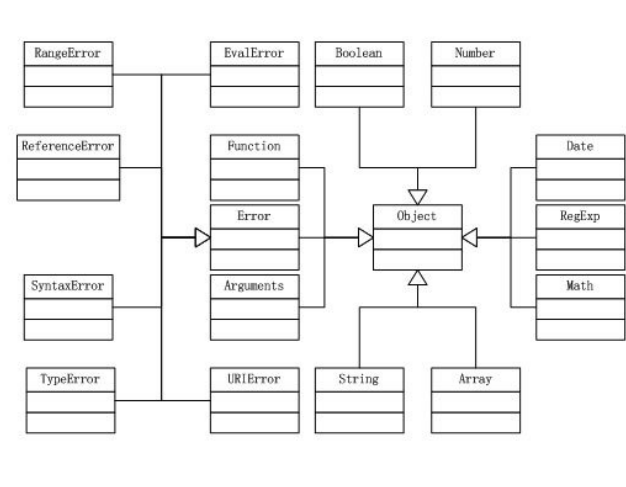 RangeError
EvalError
Boolean
Number
ReferenceError
Function
Date
Error
Object
RegExp
SyntaxError
Arguments
Math
TypeError
URIError
String
Array